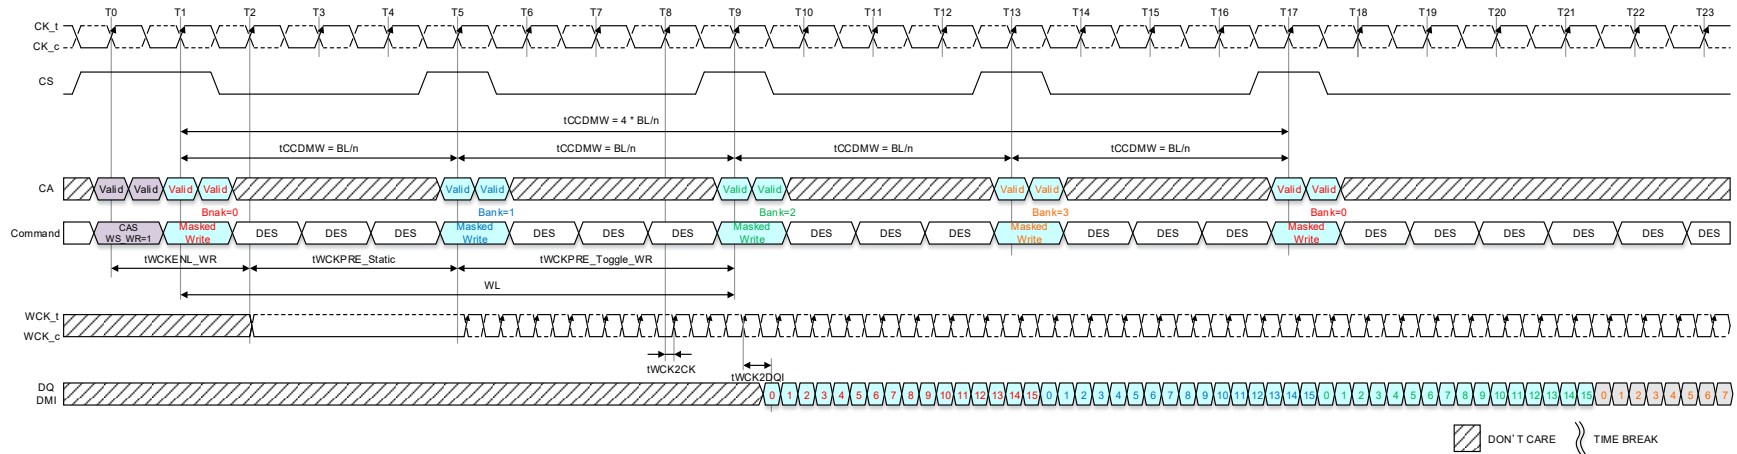 T0 T1 T2 T3 T4 T5 T6 T7 T8 T9 T10 T11 T12 T13 T14 T15 T16 T17 T18 T19 T20 T21 T22 T23
CK_t
CK_c
CS
tCCDMW = 4 * BL/n
tCCDMW = BL/n tCCDMW = BL/n tCCDMW = BL/n tCCDMW = BL/n
CA Valid Valid Valid Valid Valid Valid Valid Valid Valid Valid Valid Valid
Bnak=0 Bank=1 Bank=2 Bank=3 Bank=0
Command CAS WS_WR=1 Masked Write DES DES DES Masked Write DES DES DES Masked Write DES DES DES Masked Write DES DES DES Masked Write DES DES DES DES DES DES
tWCKENL_WR tWCKPRE_Static tWCKPRE_Toggle_WR
WL
WCK_t
WCK_c
tWCK2CK
tWCK2DQI
DQ
DMI
0 1 2 3 4 5 6 7 8 9 10 11 12 13 14 15 0 1 2 3 4 5 6 7 8 9 10 11 12 13 14 15 0 1 2 3 4 5 6 7 8 9 10 11 12 13 14 15 0 1 2 3 4 5 6 7
DON'T CARE TIME BREAK